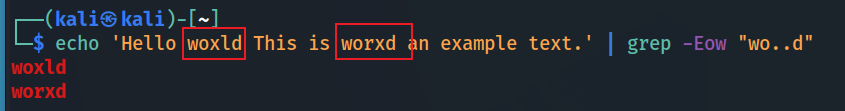 ┌──(kali㉿kali)-[~]
└─$ echo 'Hello woxld This is worxd an example text.' | grep -Eow "wo..d"
woxld
worxd